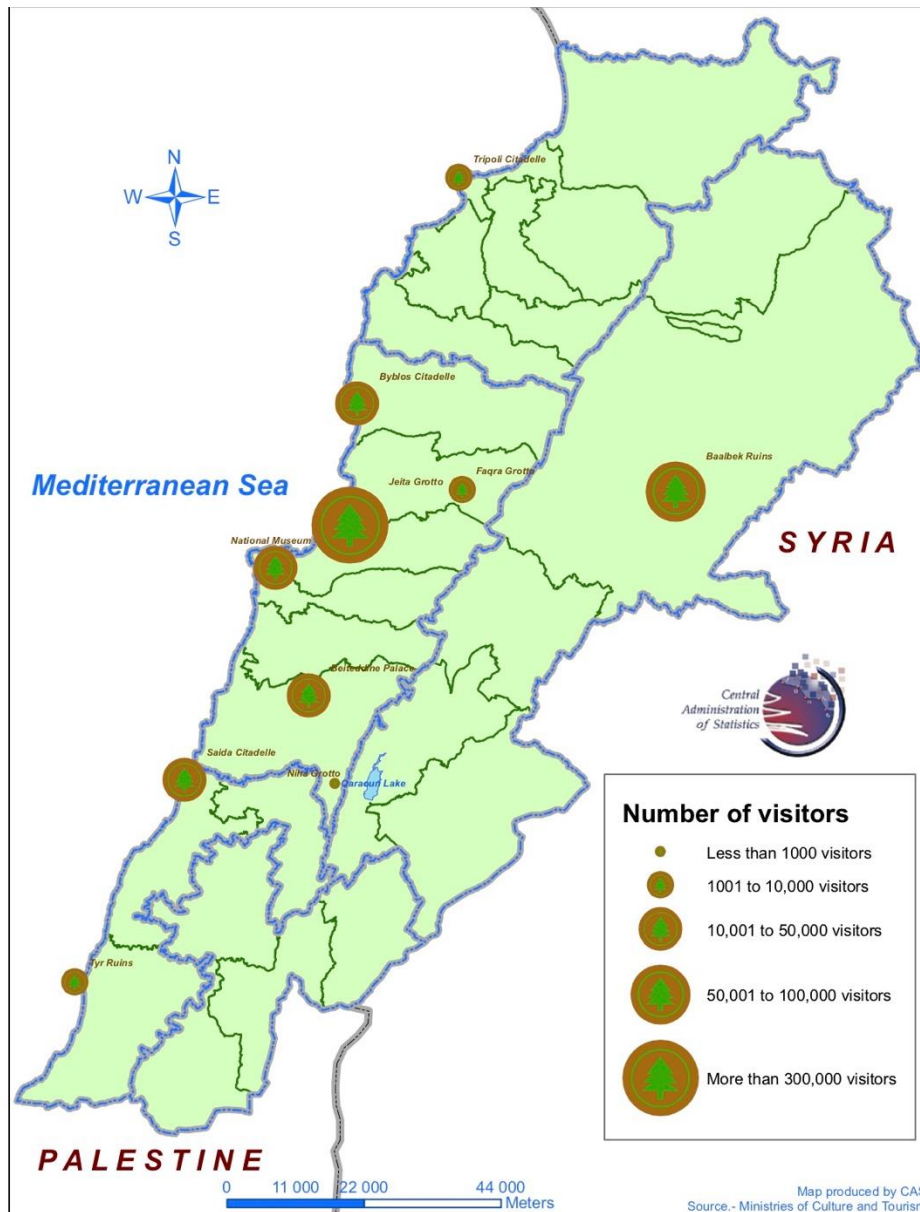 N
W E
S
Tripoli Citadelle
Byblos Citadelle
Faqra Grotto
Jeita Grotto
Baalbek Ruins
Mediterranean Sea
SYRIA
National Museum
Beiteddine Palace
Central
Administration
of Statistics
Saida Citadelle
Niha Grotto
Qaraoun Lake
Tyr Ruins
Number of visitors
Less than 1000 visitors
1001 to 10,000 visitors
10,001 to 50,000 visitors
50,001 to 100,000 visitors
More than 300,000 visitors
PALESTINE
0 11 000 22 000 44 000
Meters
Map produced by CAS
Source.- Ministries of Culture and Tourism